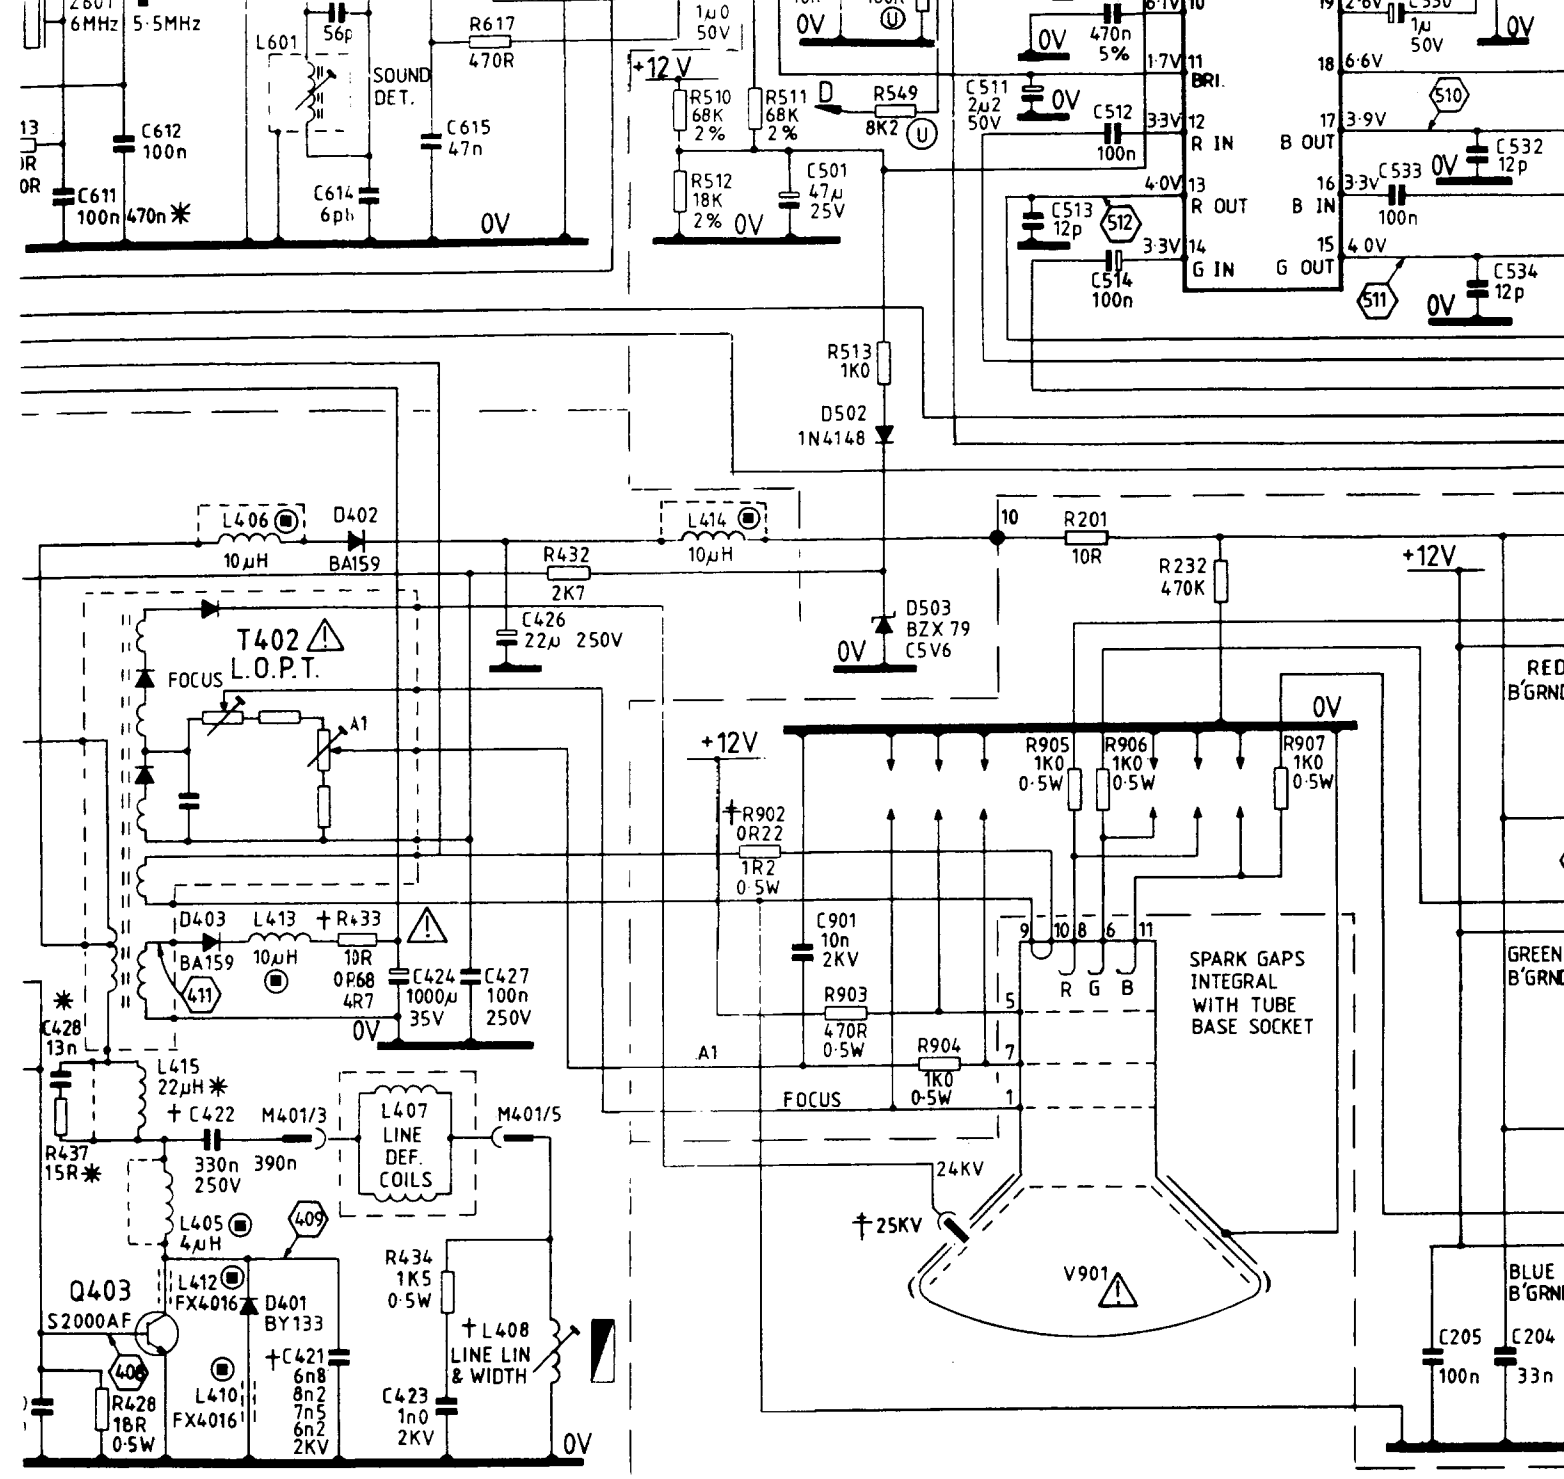 6MHz
5·5MHz
56p
L601
SOUND
DET.
R617
470R
1µ0
50V
+12V
R510
68K
2%
R511
68K
2%
R512
18K
2%
C501
47µ
25V
0V
C612
100n
C611
100n
470n
C614
6p
C615
47n
0V
0V
U
D
R549
8K2
U
0V
470n
5%
C511
2µ2
50V
0V
C512
100n
C513
12p
512
C514
100n
10
1.7V
11
BRI.
3.3V
12
R IN
4.0V
13
R OUT
3.3V
14
G IN
19
2.6V
18
6.6V
17
3.9V
B OUT
16
3.3V
B IN
15
4.0V
G OUT
1µ
50V
0V
510
C532
12p
0V
C533
100n
C534
12p
511
0V
R513
1K0
D502
1N4148
L406
10µH
D402
BA159
L414
10µH
10
R201
10R
R432
2K7
C426
22µ 250V
D503
BZX 79
C5V6
0V
R232
470K
+12V
T402
L.O.P.T.
FOCUS
A1
RED
B'GRN
0V
+12V
†R902
0R22
1R2
0·5W
R905
1K0
0·5W
R906
1K0
0·5W
R907
1K0
0·5W
C901
10n
2KV
9
10
8
6
11
R
G
B
SPARK GAPS
INTEGRAL
WITH TUBE
BASE SOCKET
GREEN
B'GRN
D403
BA159
L413
10µH
†R433
10R
0R68
4R7
C424
1000µ
35V
C427
100n
250V
411
0V
R903
470R
0·5W
5
A1
R904
1K0
0·5W
7
FOCUS
1
C428
13n
R437
15R
L415
22µH
†C422
330n
250V
390n
M401/3
L407
LINE
DEF.
COILS
M401/5
24KV
†25KV
V901
L405
4µH
409
L412
FX4016
Q403
S2000AF
D401
BY133
L410
FX4016
†C421
6n8
8n2
7n5
6n2
2KV
R428
18R
0·5W
R434
1K5
0·5W
C423
1n0
2KV
†L408
LINE LIN
& WIDTH
0V
BLUE
B'GRN
C205
100n
C204
33n